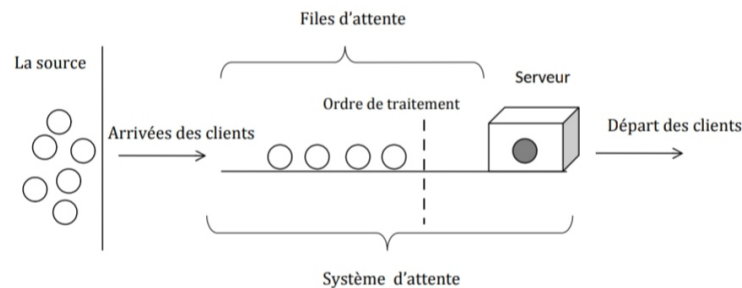 Files d'attente
La source
Serveur
Ordre de traitement
Arrivées des clients
Départ des clients
Système d'attente